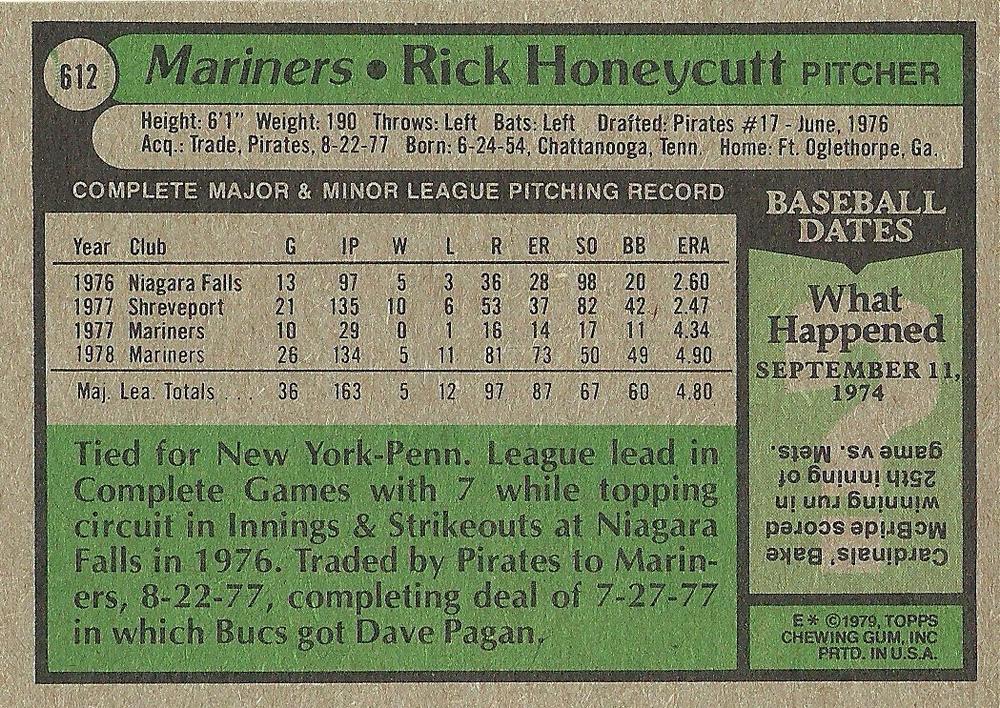 612
Mariners • Rick Honeycutt PITCHER
Height: 6'1" Weight: 190 Throws: Left Bats: Left Drafted: Pirates #17 - June, 1976
Acq.: Trade, Pirates, 8-22-77 Born: 6-24-54, Chattanooga, Tenn. Home: Ft. Oglethorpe, Ga.
COMPLETE MAJOR & MINOR LEAGUE PITCHING RECORD
Year Club G IP W L R ER SO BB ERA
1976 Niagara Falls 13 97 5 3 36 28 98 20 2.60
1977 Shreveport 21 135 10 6 53 37 82 42 2.47
1977 Mariners 10 29 0 1 16 14 17 11 4.34
1978 Mariners 26 134 5 11 81 73 50 49 4.90
Maj. Lea. Totals . . . 36 163 5 12 97 87 67 60 4.80
Tied for New York-Penn. League lead in
Complete Games with 7 while topping
circuit in Innings & Strikeouts at Niagara
Falls in 1976. Traded by Pirates to Marin-
ers, 8-22-77, completing deal of 7-27-77
in which Bucs got Dave Pagan.
BASEBALL
DATES
What
Happened
SEPTEMBER 11,
1974
Cardinals' Bake
McBride scored
winning run in
25th inning of
game vs. Mets.
E* ©1979, TOPPS
CHEWING GUM, INC
PRTD. IN U.S.A.